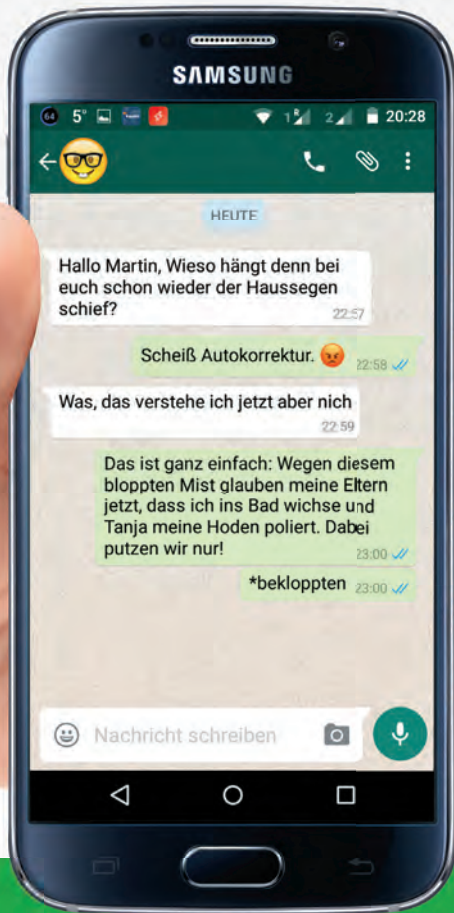 SAMSUNG
64 5° 1 R 2 20:28
HEUTE
Hallo Martin, Wieso hängt denn bei
euch schon wieder der Haussegen
schief?
22:57
Scheiß Autokorrektur. 😡 22:58
Was, das verstehe ich jetzt aber nich
22:59
Das ist ganz einfach: Wegen diesem
bloppten Mist glauben meine Eltern
jetzt, dass ich ins Bad wichse und
Tanja meine Hoden poliert. Dabei
putzen wir nur!
23:00
*bekloppten 23:00
Nachricht schreiben